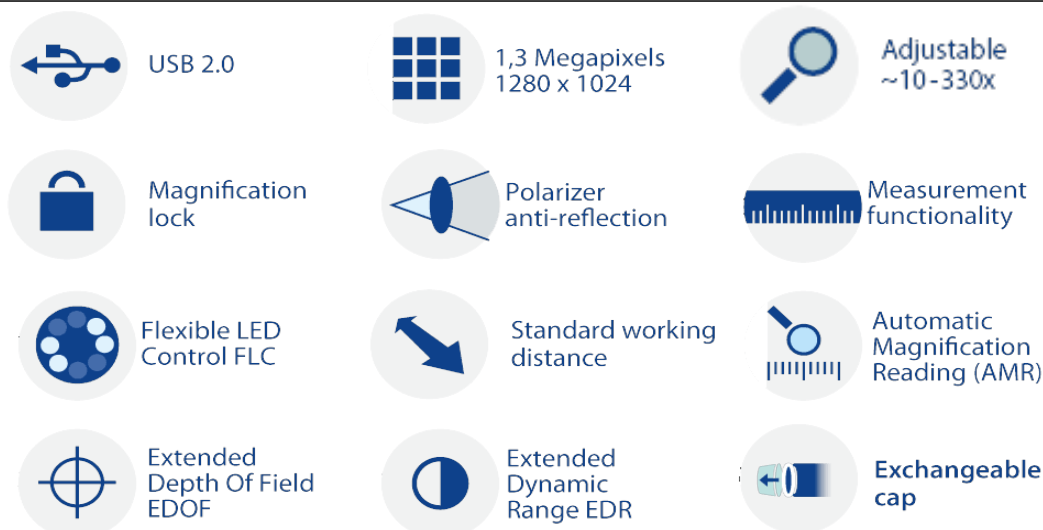 USB 2.0
1,3 Megapixels
1280 x 1024
Adjustable
~10-330x
Magnification
lock
Polarizer
anti-reflection
Measurement
functionality
Flexible LED
Control FLC
Standard working
distance
Automatic
Magnification
Reading (AMR)
Extended
Depth Of Field
EDOF
Extended
Dynamic
Range EDR
Exchangeable
cap